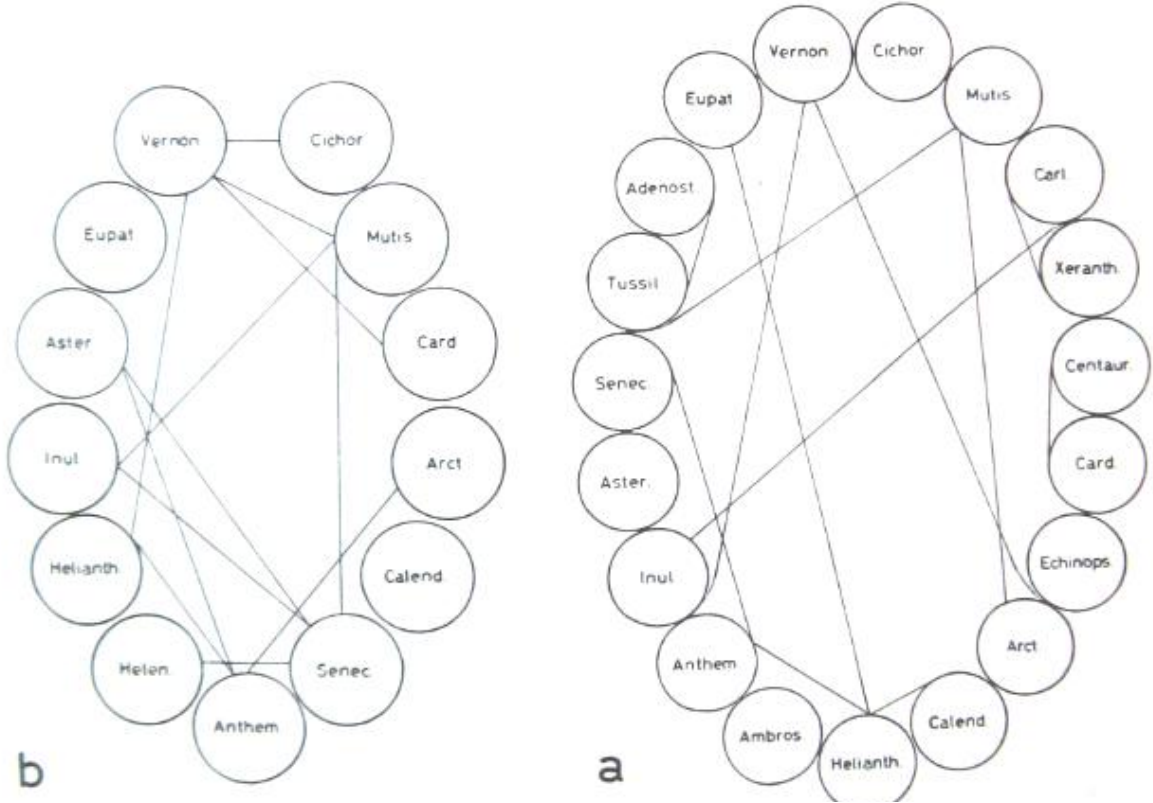 Vernon
Cichor
Eupat
Mutis
Aster
Card
Inul
Arct
Helianth.
Calend.
Helen.
Senec.
Anthem
b
Vernon
Cichor
Eupat
Mutis
Adenost.
Carl.
Tussil
Xeranth.
Senec.
Centaur.
Aster.
Card.
Inul
Echinops
Anthem
Arct
Ambros
Calend.
Helianth.
a